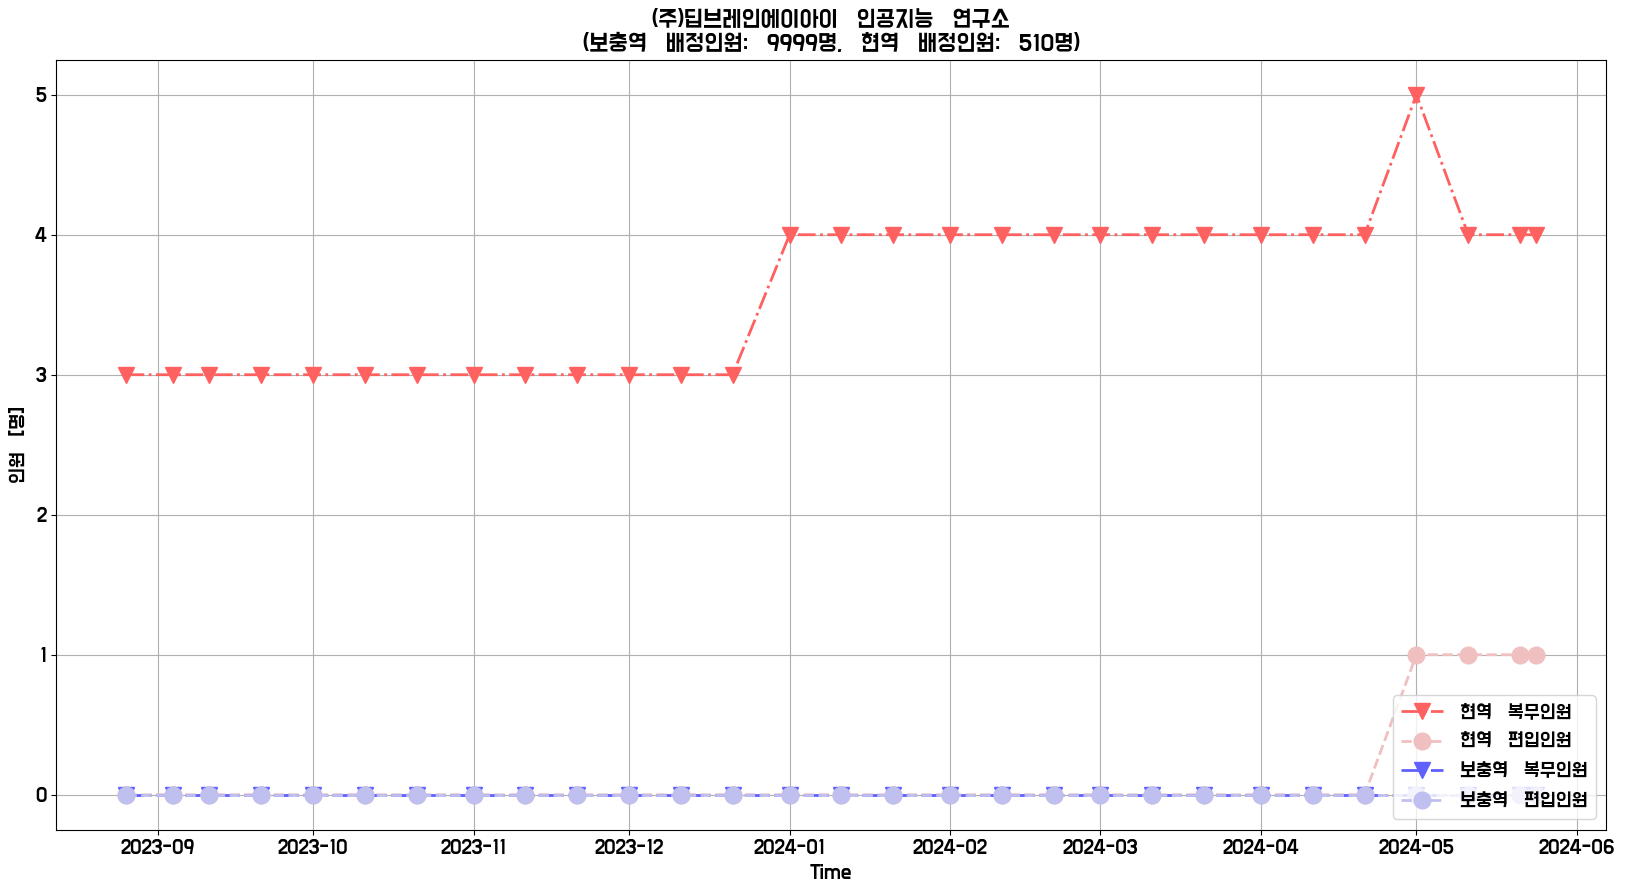 (주)딥브레인에이아이 인공지능 연구소
(보충역 배정인원: 9999명, 현역 배정인원: 510명)
5
4
3
2
1
0
인원 [명]
2023-09 2023-10 2023-11 2023-12 2024-01 2024-02 2024-03 2024-04 2024-05 2024-06
Time
현역 복무인원
현역 편입인원
보충역 복무인원
보충역 편입인원